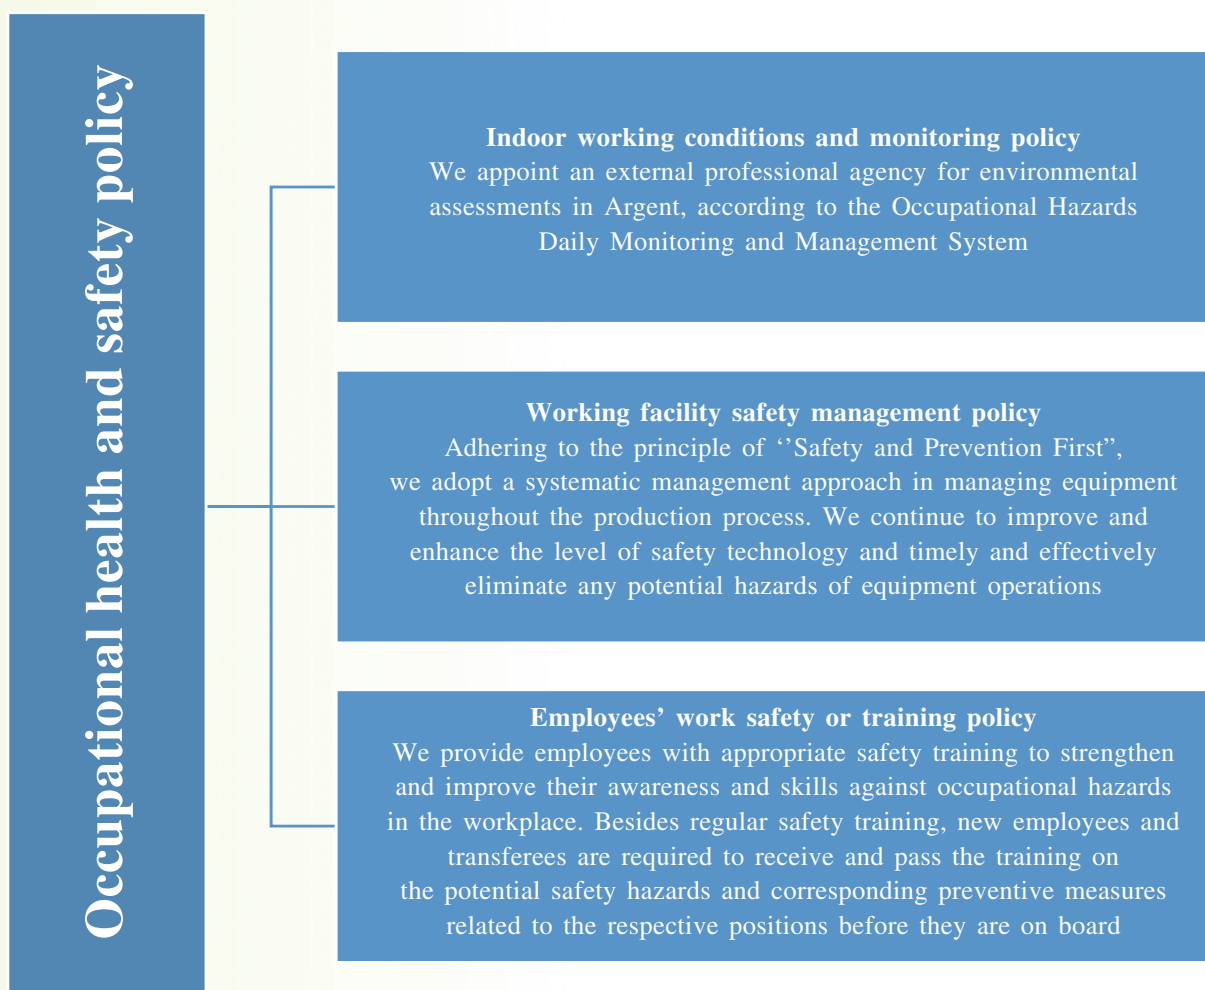 Occupational health and safety policy
Indoor working conditions and monitoring policy
We appoint an external professional agency for environmental
assessments in Argent, according to the Occupational Hazards
Daily Monitoring and Management System
Working facility safety management policy
Adhering to the principle of ‘’Safety and Prevention First”,
we adopt a systematic management approach in managing equipment
throughout the production process. We continue to improve and
enhance the level of safety technology and timely and effectively
eliminate any potential hazards of equipment operations
Employees’ work safety or training policy
We provide employees with appropriate safety training to strengthen
and improve their awareness and skills against occupational hazards
in the workplace. Besides regular safety training, new employees and
transferees are required to receive and pass the training on
the potential safety hazards and corresponding preventive measures
related to the respective positions before they are on board